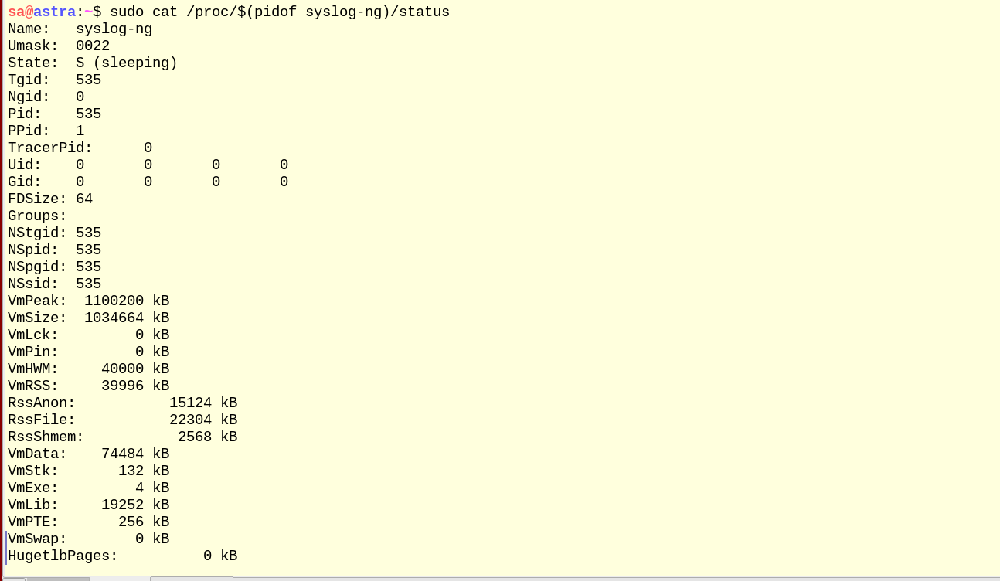 sa@astra:~$ sudo cat /proc/$(pidof syslog-ng)/status
Name:   syslog-ng
Umask:  0022
State:  S (sleeping)
Tgid:   535
Ngid:   0
Pid:    535
PPid:   1
TracerPid:      0
Uid:    0       0       0       0
Gid:    0       0       0       0
FDSize: 64
Groups:
NStgid: 535
NSpid:  535
NSpgid: 535
NSsid:  535
VmPeak:  1100200 kB
VmSize:  1034664 kB
VmLck:         0 kB
VmPin:         0 kB
VmHWM:     40000 kB
VmRSS:     39996 kB
RssAnon:           15124 kB
RssFile:           22304 kB
RssShmem:           2568 kB
VmData:    74484 kB
VmStk:       132 kB
VmExe:         4 kB
VmLib:     19252 kB
VmPTE:       256 kB
VmSwap:        0 kB
HugetlbPages:          0 kB